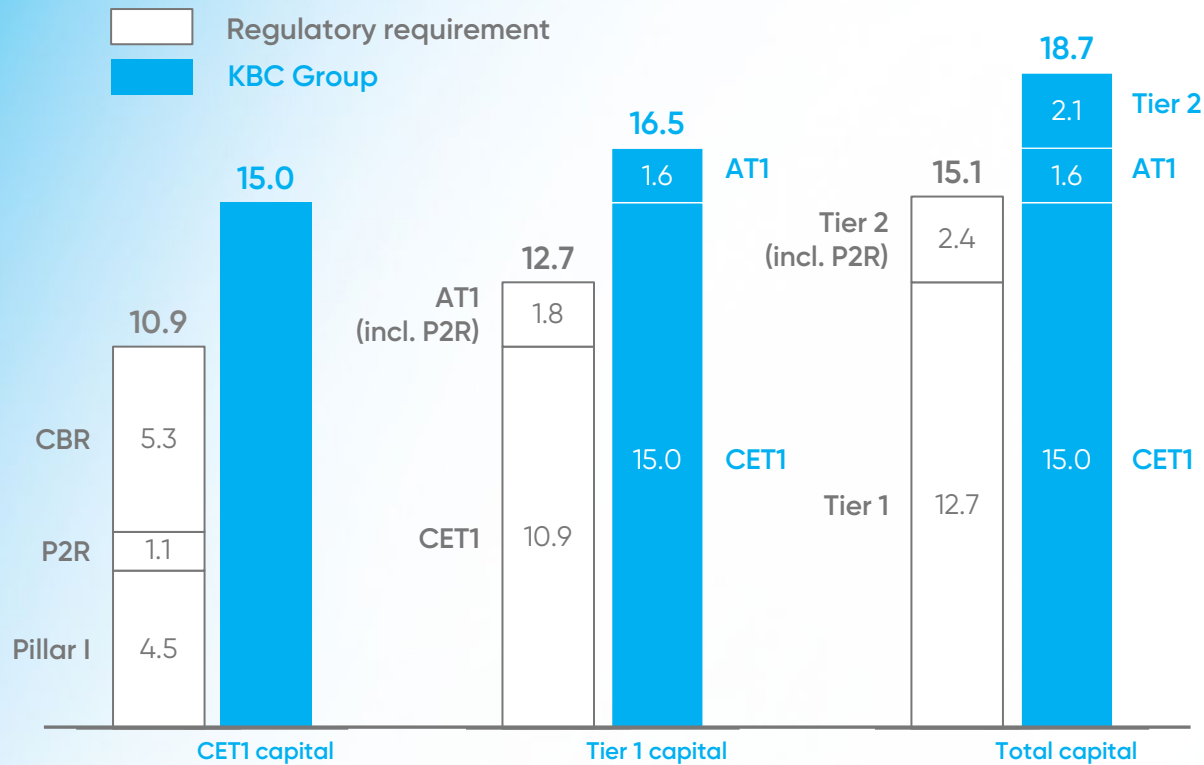 Regulatory requirement
KBC Group
10.9
CBR
5.3
P2R
1.1
Pillar I
4.5
15.0
CET1 capital
12.7
AT1
(incl. P2R)
1.8
CET1
10.9
16.5
1.6
AT1
15.0
CET1
Tier 1 capital
15.1
Tier 2
(incl. P2R)
2.4
Tier 1
12.7
18.7
2.1
Tier 2
1.6
AT1
15.0
CET1
Total capital